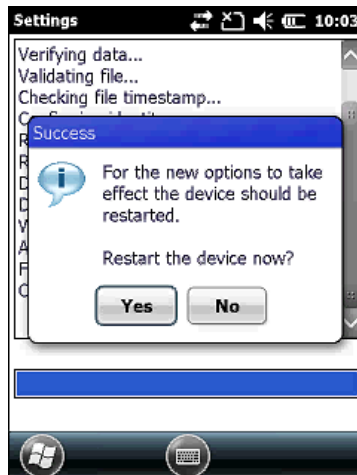 Settings 10:03
Verifying data...
Validating file...
Checking file timestamp...
Success
For the new options to take
effect the device should be
restarted.
Restart the device now?
Yes No